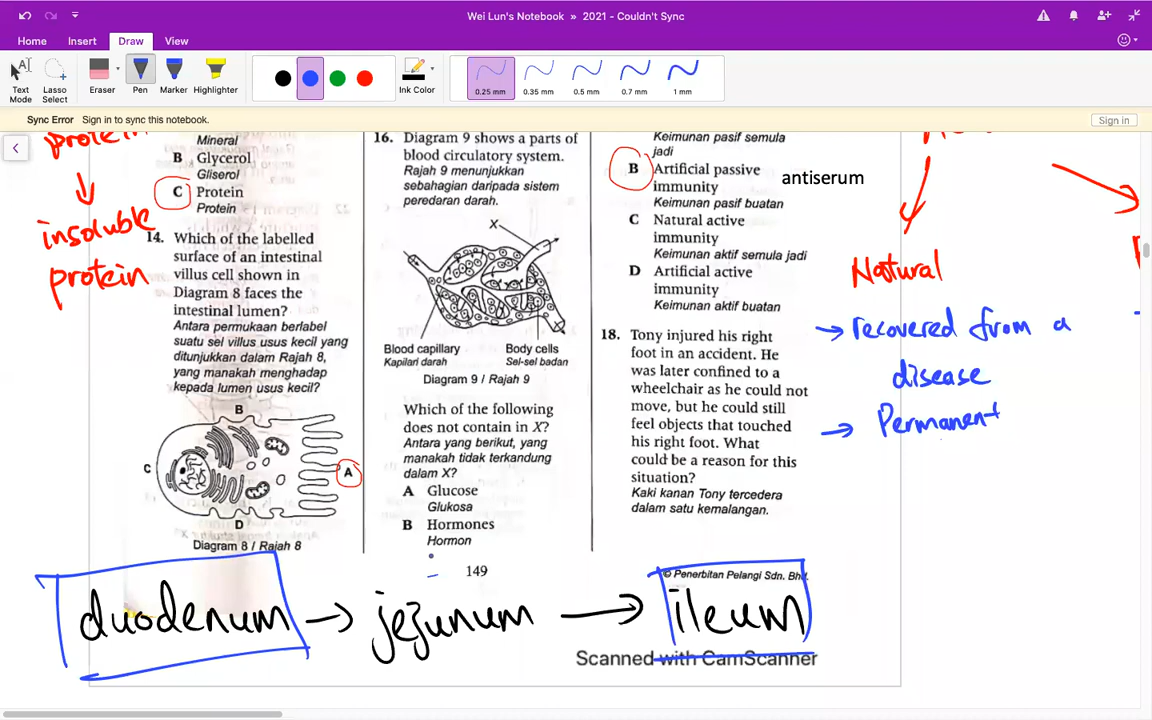 Wei Lun's Notebook » 2021 - Couldn't Sync
Home Insert Draw View
Text Mode
Lasso Select
Eraser
Pen
Marker
Highlighter
Ink Color
0.25 mm
0.35 mm
0.5 mm
0.7 mm
1 mm
Sync Error Sign in to sync this notebook.
Sign in
protein
insoluble
protein
Mineral
B Glycerol
Gliserol
C Protein
Protein
14. Which of the labelled
surface of an intestinal
villus cell shown in
Diagram 8 faces the
intestinal lumen?
Antara permukaan berlabel
suatu sel villus usus kecil yang
ditunjukkan dalam Rajah 8,
yang manakah menghadap
kepada lumen usus kecil?
B
C
A
D
Diagram 8 / Rajah 8
16. Diagram 9 shows a parts of
blood circulatory system.
Rajah 9 menunjukkan
sebahagian daripada sistem
peredaran darah.
X
Blood capillary
Kapilari darah
Body cells
Sel-sel badan
Diagram 9 / Rajah 9
Which of the following
does not contain in X?
Antara yang berikut, yang
manakah tidak terkandung
dalam X?
A Glucose
Glukosa
B Hormones
Hormon
149
Keimunan pasif semula
jadi
B Artificial passive
immunity
Keimunan pasif buatan
C Natural active
immunity
Keimunan aktif semula jadi
D Artificial active
immunity
Keimunan aktif buatan
18. Tony injured his right
foot in an accident. He
was later confined to a
wheelchair as he could not
move, but he could still
feel objects that touched
his right foot. What
could be a reason for this
situation?
Kaki kanan Tony tercedera
dalam satu kemalangan.
© Penerbitan Pelangi Sdn. Bhd.
antiserum
Natural
→ recovered from a
disease
→ Permanent
duodenum → jejunum → ileum
Scanned with CamScanner